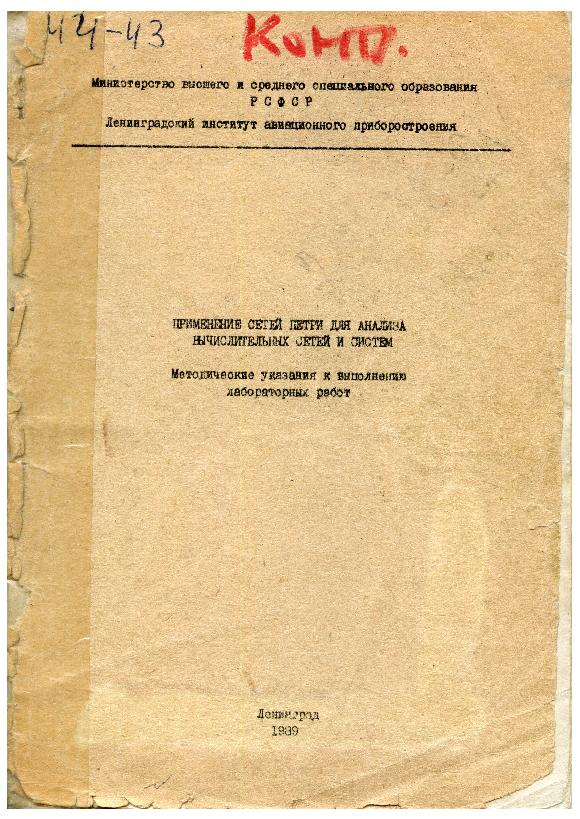 44-43
Комп.
Министерство высшего и среднего специального образования
РСФСР
Ленинградский институт авиационного приборостроения
ПРИМЕНЕНИЕ СЕТЕЙ ПЕТРИ ДЛЯ АНАЛИЗА
ВЫЧИСЛИТЕЛЬНЫХ СЕТЕЙ И СИСТЕМ
Методические указания к выполнению
лабораторных работ
Ленинград
1989